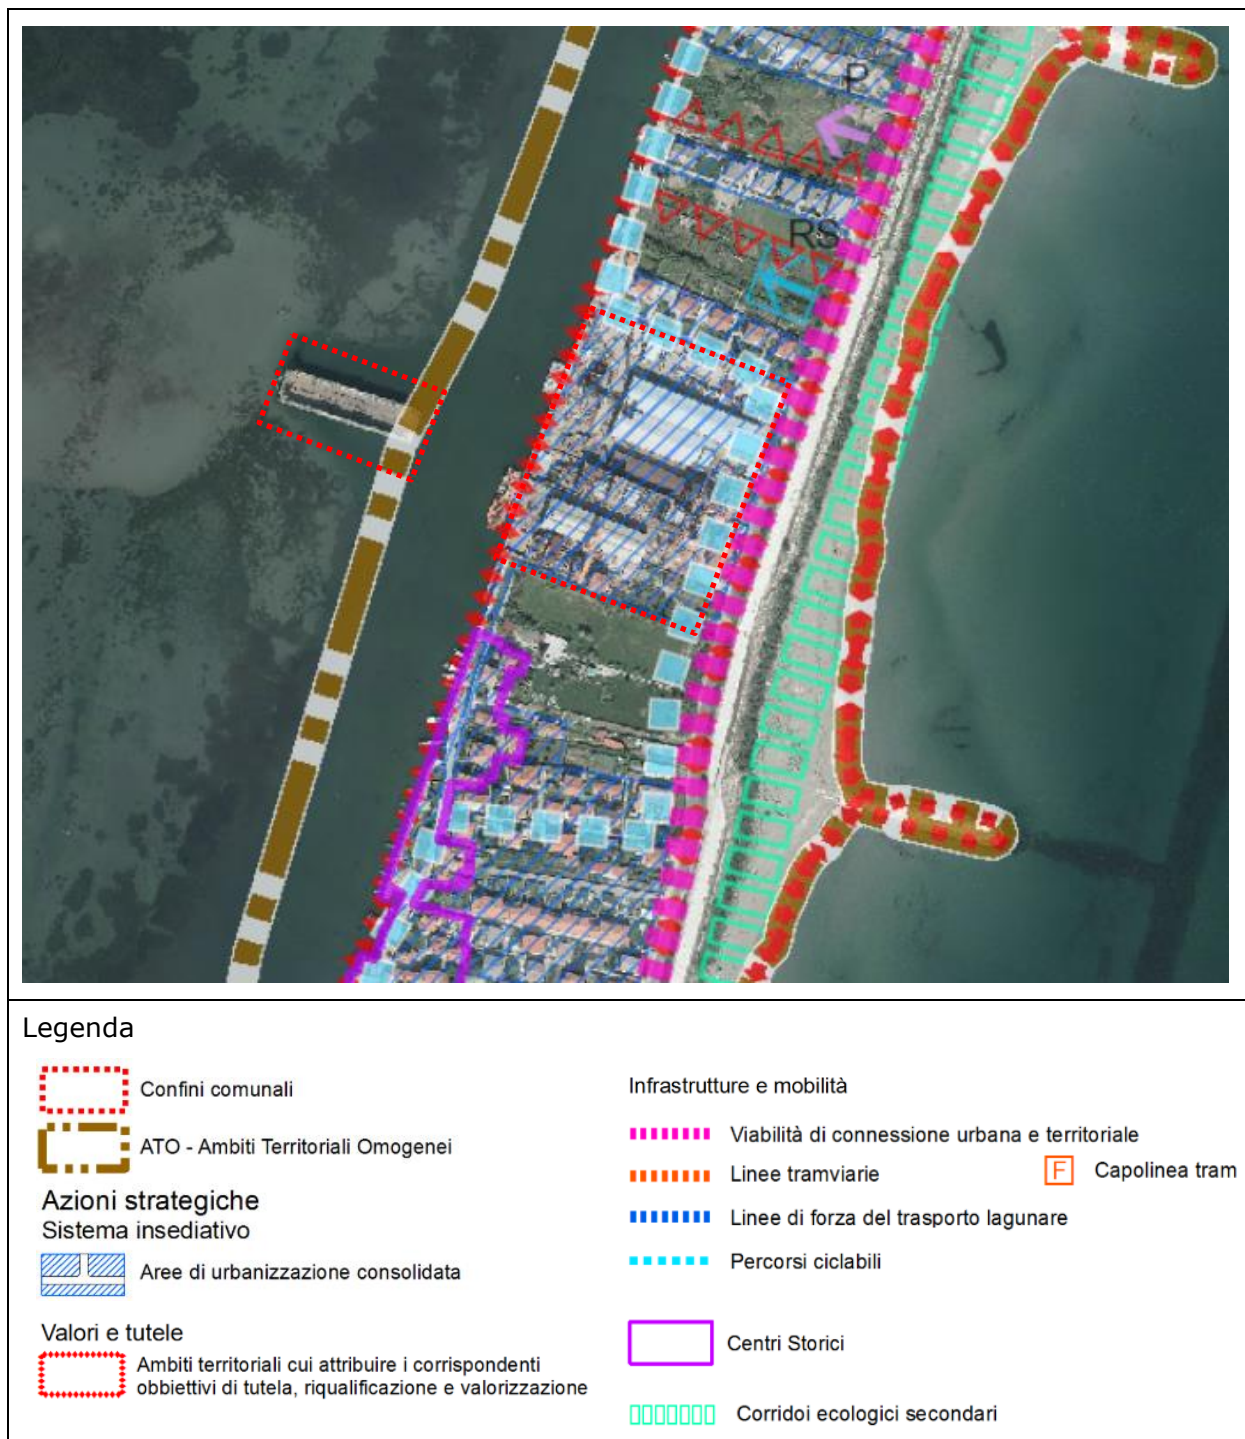 P
RS
Legenda
Confini comunali
ATO - Ambiti Territoriali Omogenei
Azioni strategiche
Sistema insediativo
Aree di urbanizzazione consolidata
Valori e tutele
Ambiti territoriali cui attribuire i corrispondenti
obbiettivi di tutela, riqualificazione e valorizzazione
Infrastrutture e mobilità
Viabilità di connessione urbana e territoriale
Linee tramviarie
F Capolinea tram
Linee di forza del trasporto lagunare
Percorsi ciclabili
Centri Storici
Corridoi ecologici secondari